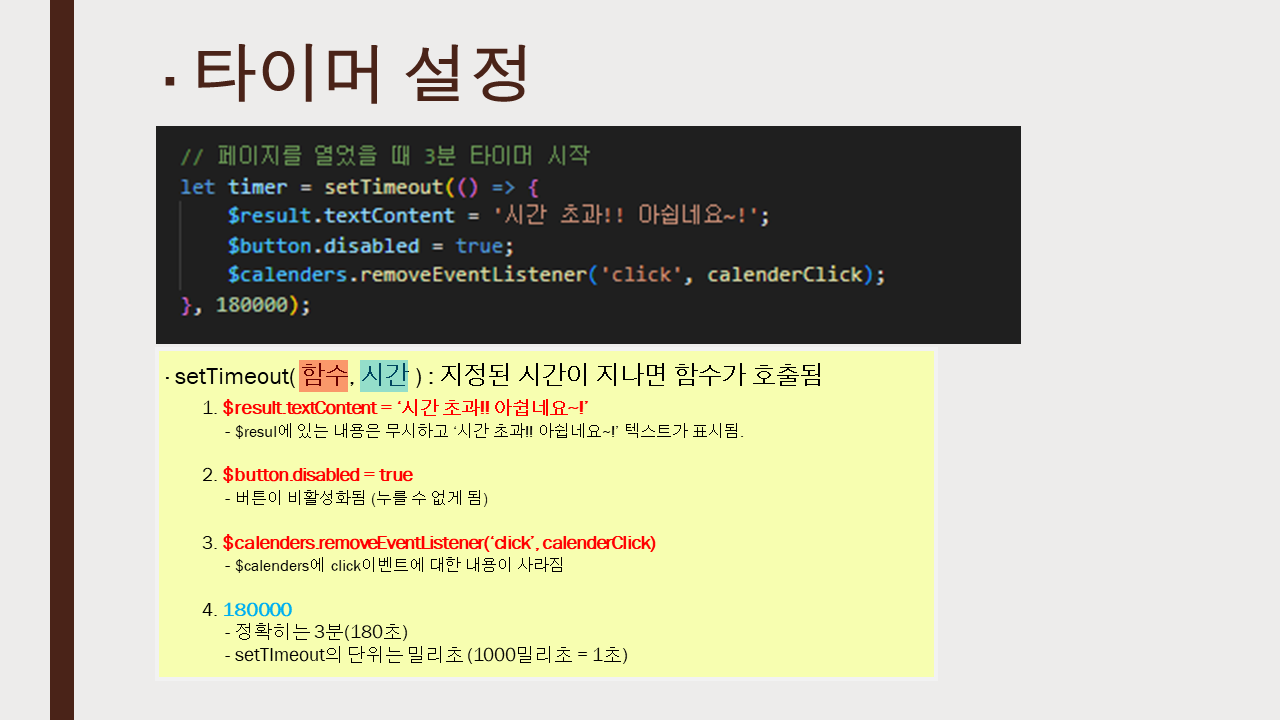 ▪ 타이머 설정
// 페이지를 열었을 때 3분 타이머 시작
let timer = setTimeout(() => {
$result.textContent = '시간 초과!! 아쉽네요~!';
$button.disabled = true;
$calenders.removeEventListener('click', calenderClick);
}, 180000);
▪ setTimeout( 함수, 시간 ) : 지정된 시간이 지나면 함수가 호출됨
1. $result.textContent = ‘시간 초과!! 아쉽네요~!’
- $resul에 있는 내용은 무시하고 ‘시간 초과!! 아쉽네요~!’ 텍스트가 표시됨.
2. $button.disabled = true
- 버튼이 비활성화됨 (누를 수 없게 됨)
3. $calenders.removeEventListener(‘click’, calenderClick)
- $calenders에 click이벤트에 대한 내용이 사라짐
4. 180000
- 정확히는 3분(180초)
- setTImeout의 단위는 밀리초 (1000밀리초 = 1초)